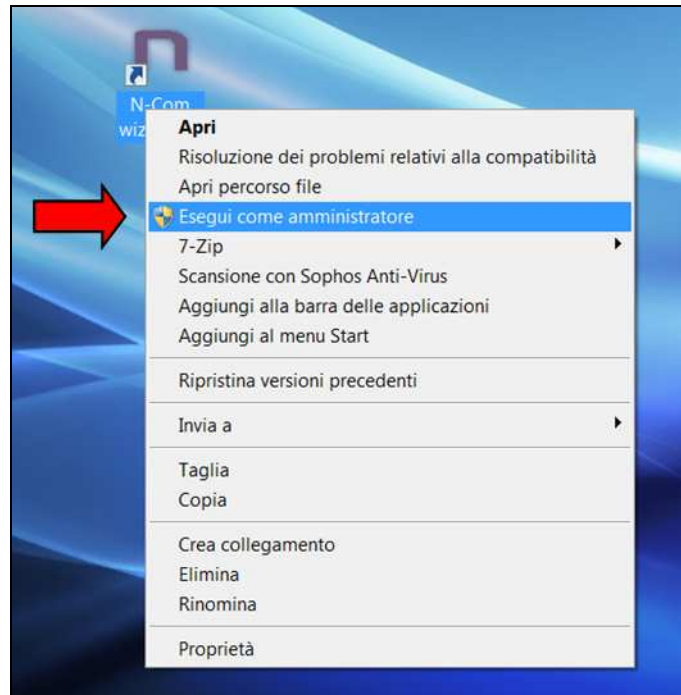 N-Com
wiz
Apri
Risoluzione dei problemi relativi alla compatibilità
Apri percorso file
Esegui come amministratore
7-Zip
Scansione con Sophos Anti-Virus
Aggiungi alla barra delle applicazioni
Aggiungi al menu Start
Ripristina versioni precedenti
Invia a
Taglia
Copia
Crea collegamento
Elimina
Rinomina
Proprietà